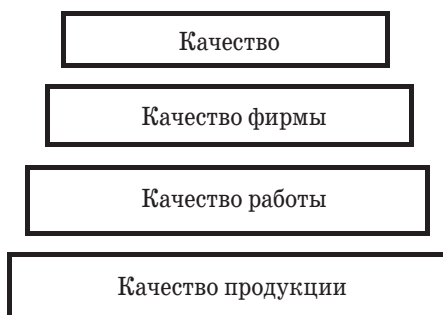 Качество
Качество фирмы
Качество работы
Качество продукции